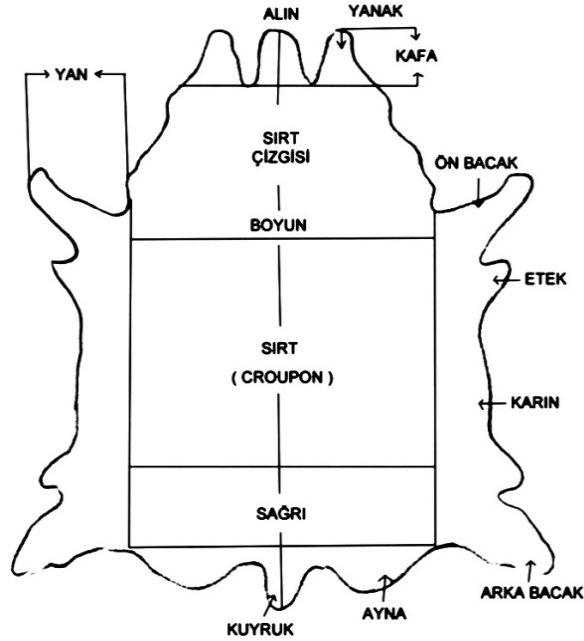 ALIN
YANAK
KAFA
YAN
SIRT
ÇİZGİSİ
ÖN BACAK
BOYUN
ETEK
SIRT
( CROUPON )
KARIN
SAĞRI
ARKA BACAK
AYNA
KUYRUK